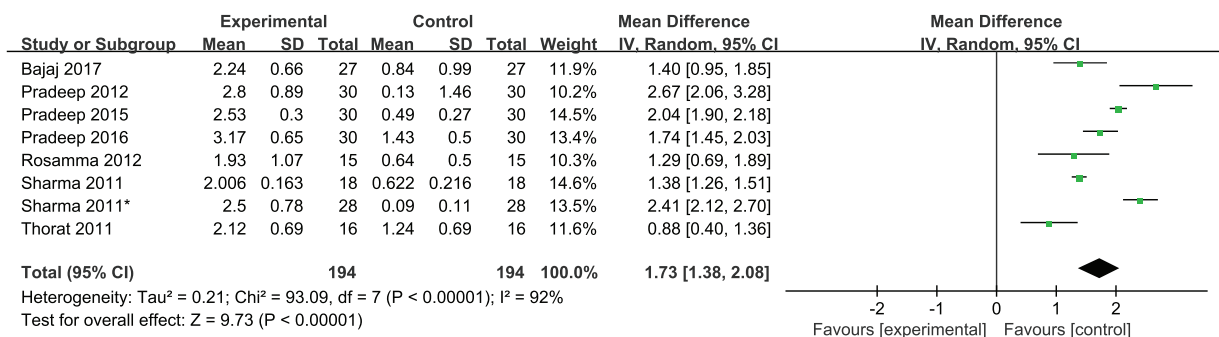 Experimental Control Mean Difference Mean Difference
Study or Subgroup Mean SD Total Mean SD Total Weight IV, Random, 95% CI IV, Random, 95% CI
Bajaj 2017 2.24 0.66 27 0.84 0.99 27 11.9% 1.40 [0.95, 1.85]
Pradeep 2012 2.8 0.89 30 0.13 1.46 30 10.2% 2.67 [2.06, 3.28]
Pradeep 2015 2.53 0.3 30 0.49 0.27 30 14.5% 2.04 [1.90, 2.18]
Pradeep 2016 3.17 0.65 30 1.43 0.5 30 13.4% 1.74 [1.45, 2.03]
Rosamma 2012 1.93 1.07 15 0.64 0.5 15 10.3% 1.29 [0.69, 1.89]
Sharma 2011 2.006 0.163 18 0.622 0.216 18 14.6% 1.38 [1.26, 1.51]
Sharma 2011* 2.5 0.78 28 0.09 0.11 28 13.5% 2.41 [2.12, 2.70]
Thorat 2011 2.12 0.69 16 1.24 0.69 16 11.6% 0.88 [0.40, 1.36]
Total (95% CI) 194 194 100.0% 1.73 [1.38, 2.08]
Heterogeneity: Tau² = 0.21; Chi² = 93.09, df = 7 (P < 0.00001); I² = 92%
Test for overall effect: Z = 9.73 (P < 0.00001)
-2 -1 0 1 2
Favours [experimental] Favours [control]